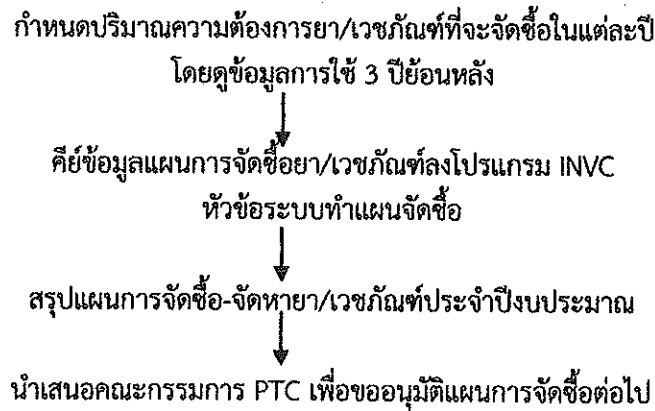 กำหนดปริมาณความต้องการยา/เวชภัณฑ์ที่จะจัดซื้อในแต่ละปี
โดยดูข้อมูลการใช้ 3 ปีย้อนหลัง
คีย์ข้อมูลแผนการจัดซื้อยา/เวชภัณฑ์ลงโปรแกรม INVC
หัวข้อระบบทำแผนจัดซื้อ
สรุปแผนการจัดซื้อ-จัดหายา/เวชภัณฑ์ประจำปีงบประมาณ
นำเสนอคณะกรรมการ PTC เพื่อขออนุมัติแผนการจัดซื้อต่อไป